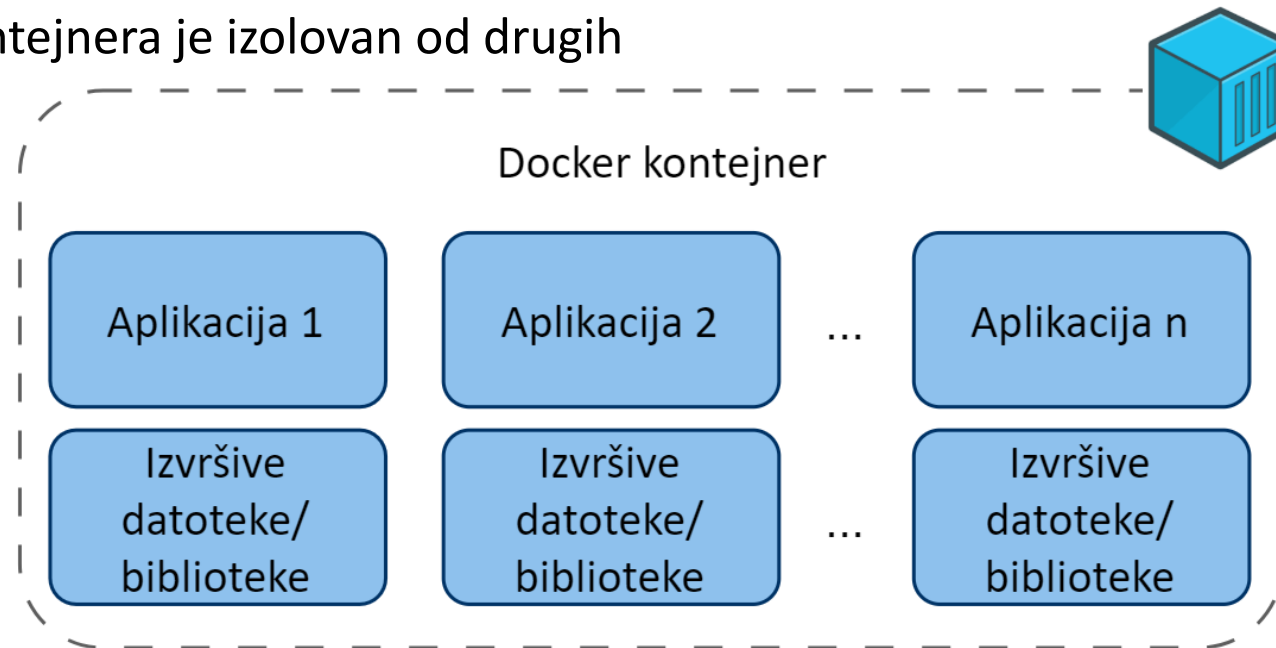 ntejnera je izolovan od drugih
Docker kontejner
Aplikacija 1
Aplikacija 2
...
Aplikacija n
Izvršive
datoteke/
biblioteke
Izvršive
datoteke/
biblioteke
...
Izvršive
datoteke/
biblioteke